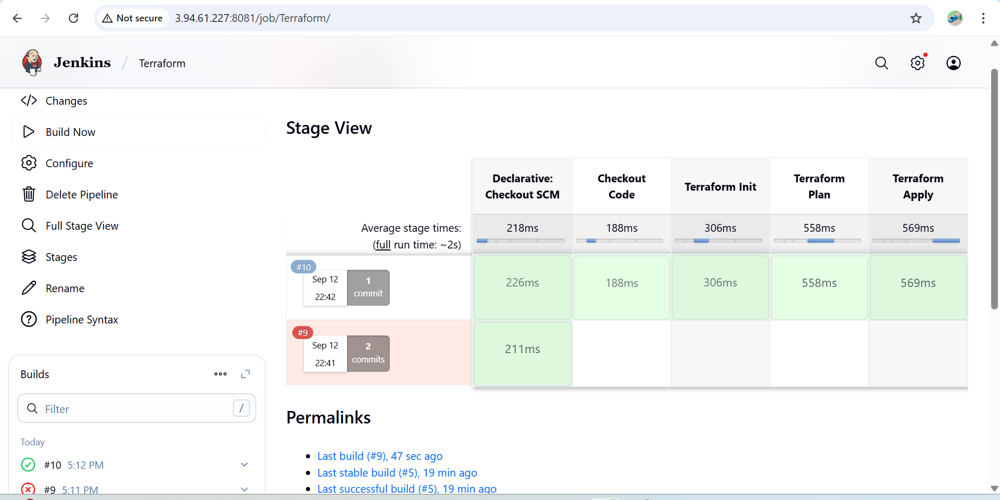 Not secure 3.94.61.227:8081/job/Terraform/
Jenkins / Terraform
Changes
Build Now
Configure
Delete Pipeline
Full Stage View
Stages
Rename
Pipeline Syntax
Builds
Filter /
Today
#10 5:12 PM
#9 5:11 PM
Stage View
Declarative: Checkout SCM
Checkout Code
Terraform Init
Terraform Plan
Terraform Apply
Average stage times:
(full run time: ~2s)
218ms 188ms 306ms 558ms 569ms
#10
Sep 12
22:42
1
commit
226ms 188ms 306ms 558ms 569ms
#9
Sep 12
22:41
2
commits
211ms
Permalinks
Last build (#9), 47 sec ago
Last stable build (#5), 19 min ago
Last successful build (#5), 19 min ago